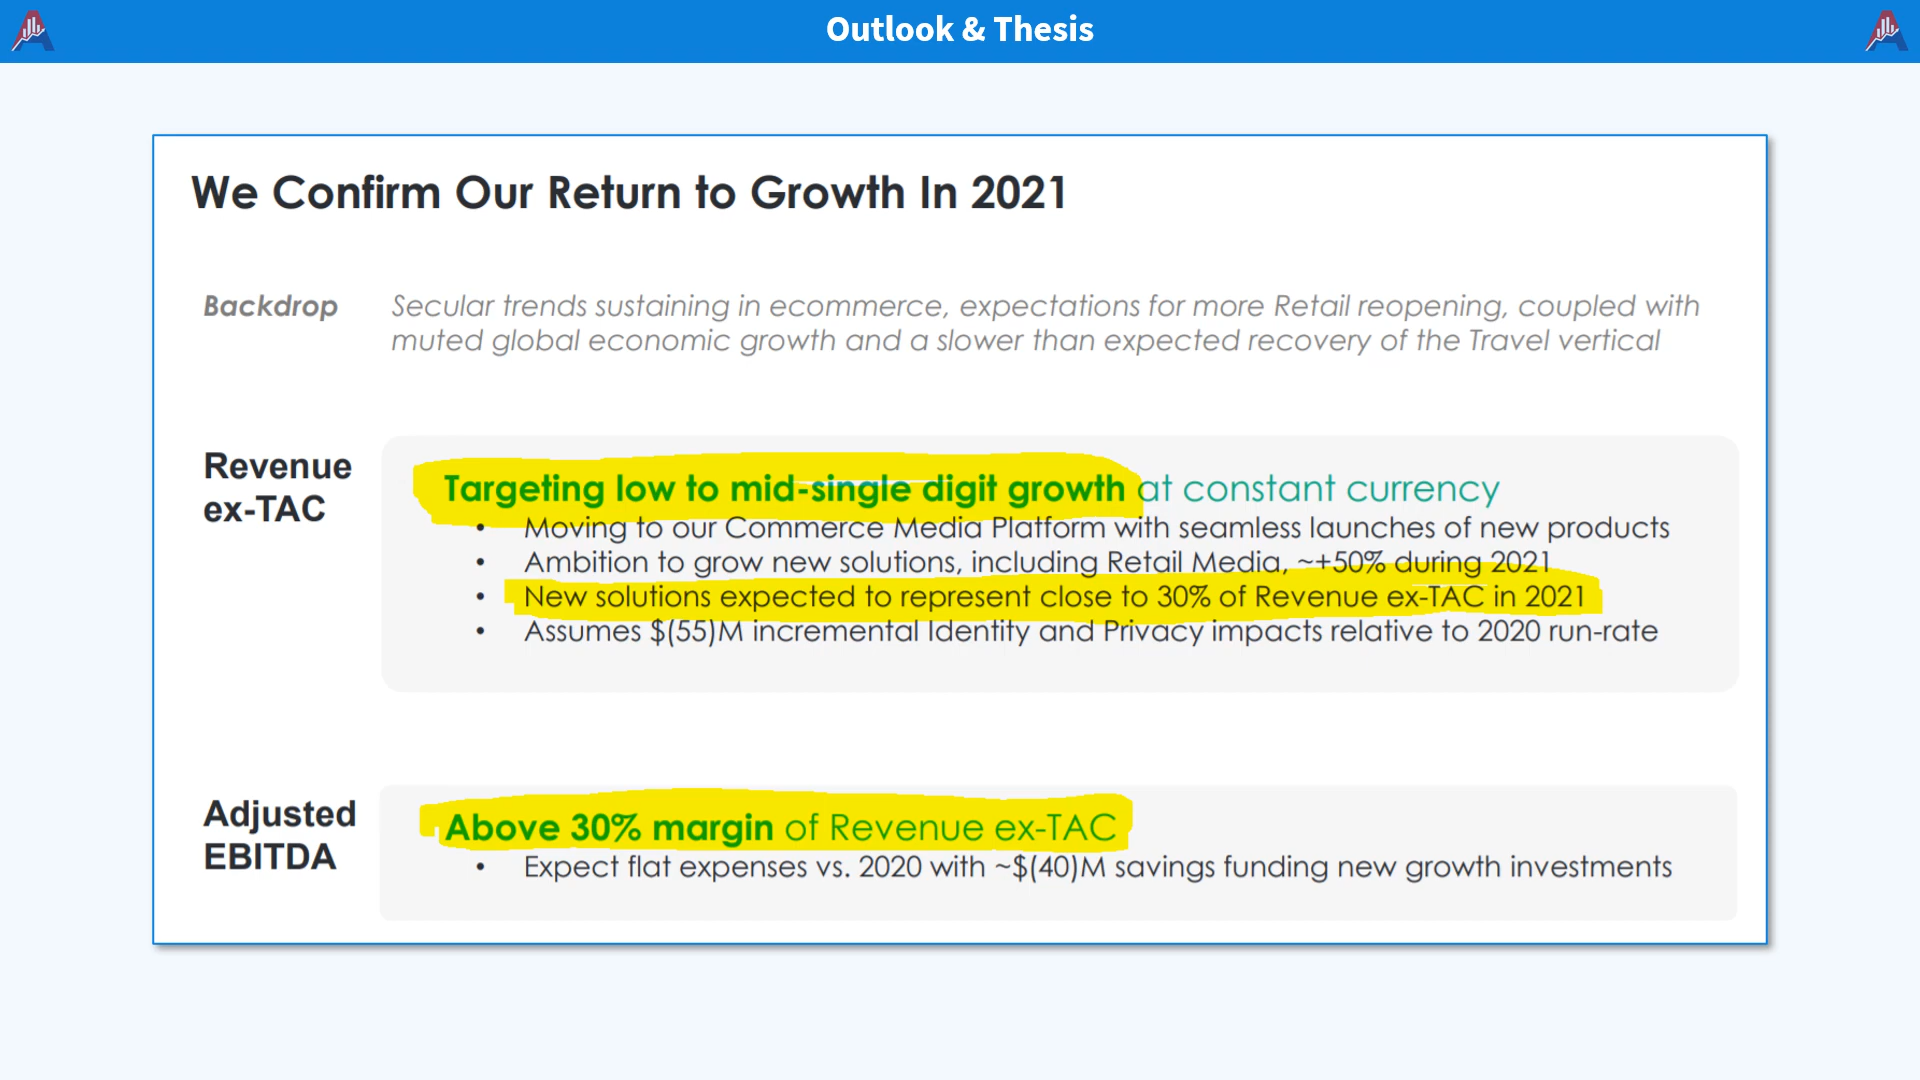 Outlook & Thesis
We Confirm Our Return to Growth In 2021
Backdrop
Secular trends sustaining in ecommerce, expectations for more Retail reopening, coupled with
muted global economic growth and a slower than expected recovery of the Travel vertical
Revenue
ex-TAC
Targeting low to mid-single digit growth at constant currency
• Moving to our Commerce Media Platform with seamless launches of new products
• Ambition to grow new solutions, including Retail Media, ~+50% during 2021
• New solutions expected to represent close to 30% of Revenue ex-TAC in 2021
• Assumes $(55)M incremental Identity and Privacy impacts relative to 2020 run-rate
Adjusted
EBITDA
Above 30% margin of Revenue ex-TAC
• Expect flat expenses vs. 2020 with ~$(40)M savings funding new growth investments